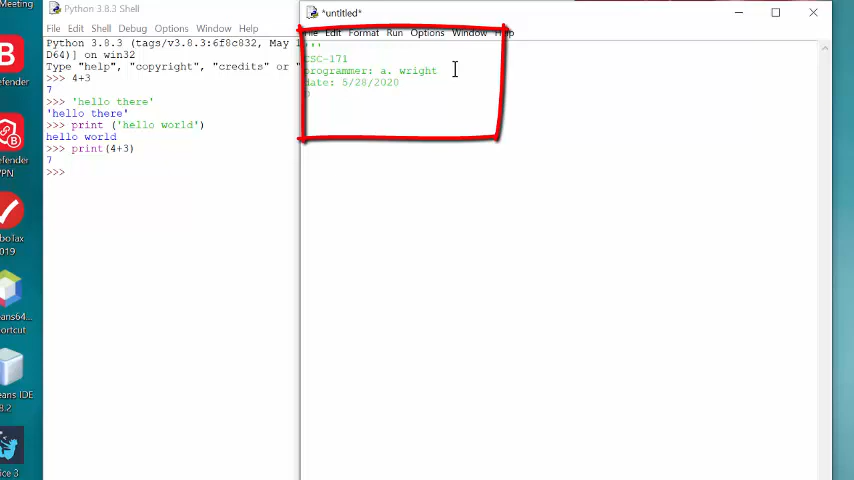 Meeting
efender
efender
VPN
boTax
2019
eans64...
ortcut
eans IDE
8.2
ice 3
Python 3.8.3 Shell
File Edit Shell Debug Options Window Help
Python 3.8.3 (tags/v3.8.3:6f8c832, May 1
D64)] on win32
Type "help", "copyright", "credits" or "
>>> 4+3
7
>>> 'hello there'
'hello there'
>>> print ('hello world')
hello world
>>> print(4+3)
7
>>>
*untitled*
File Edit Format Run Options Window Help
'''
CSC-171
programmer: a. wright
date: 5/28/2020